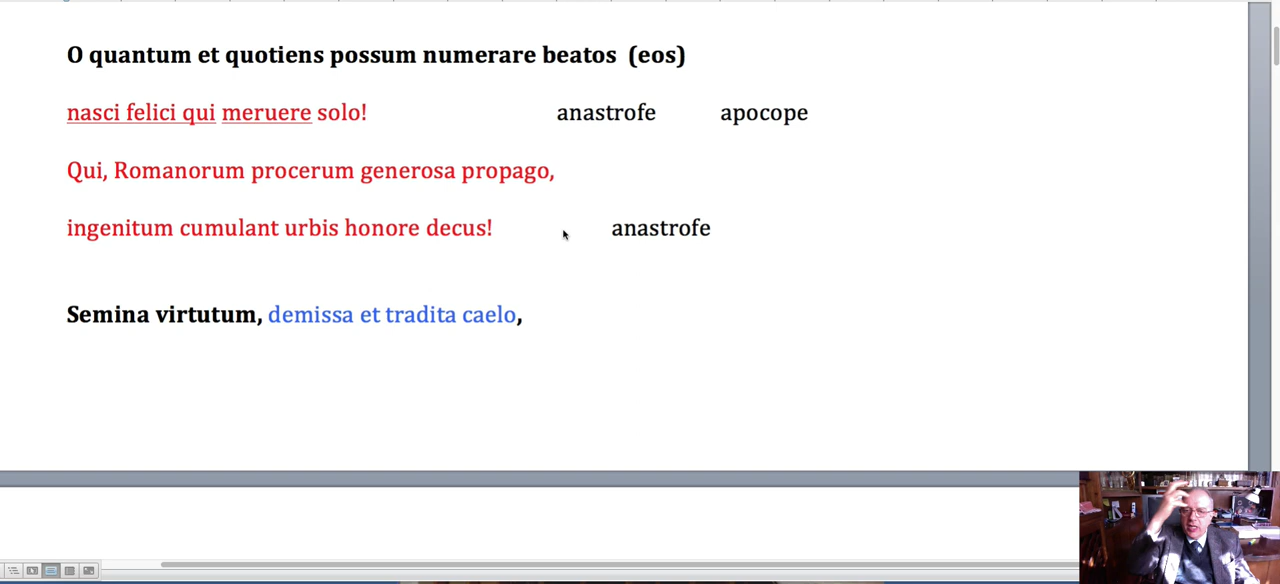 O quantum et quotiens possum numerare beatos (eos)
nasci felici qui meruere solo! anastrofe apocope
Qui, Romanorum procerum generosa propago,
ingenitum cumulant urbis honore decus! anastrofe
Semina virtutum, demissa et tradita caelo,